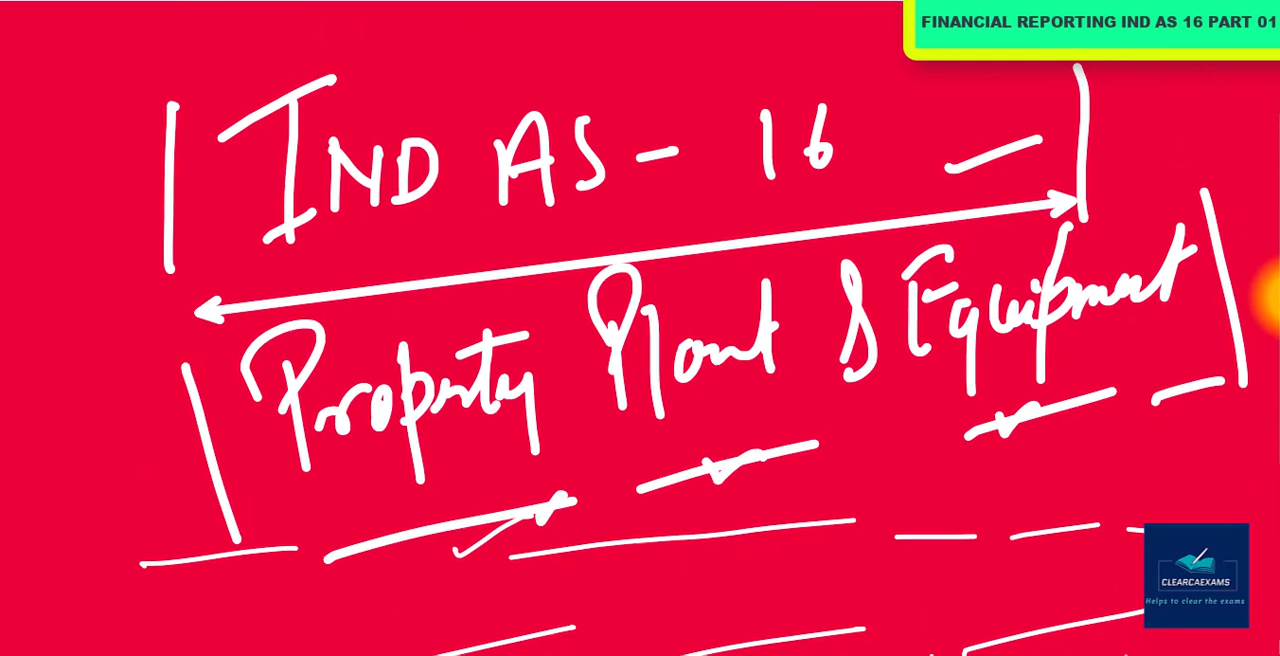 FINANCIAL REPORTING IND AS 16 PART 01
IND AS - 16 -
Property Plant & Equipment
CLEARCAEXAMS
Helps to clear the exams